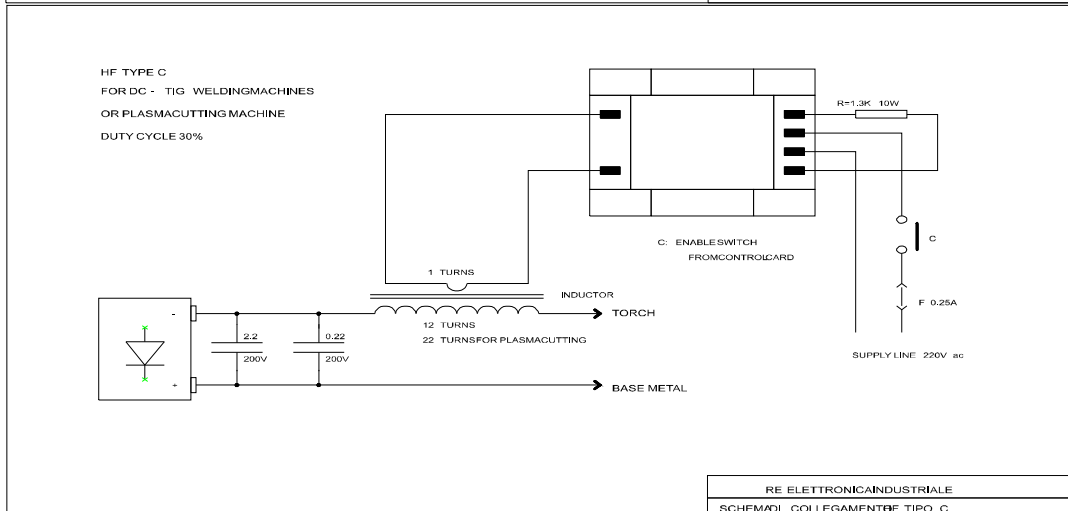 HF TYPE C
FOR DC - TIG WELDINGMACHINES
OR PLASMACUTTING MACHINE
DUTY CYCLE 30%
R=1.3K 10W
C: ENABLESWITCH
FROMCONTROLCARD
C
F 0.25A
SUPPLY LINE 220V ac
1 TURNS
INDUCTOR
TORCH
12 TURNS
22 TURNSFOR PLASMACUTTING
-
2.2
200V
0.22
200V
+
BASE METAL
RE ELETTRONICAINDUSTRIALE
TIPO C